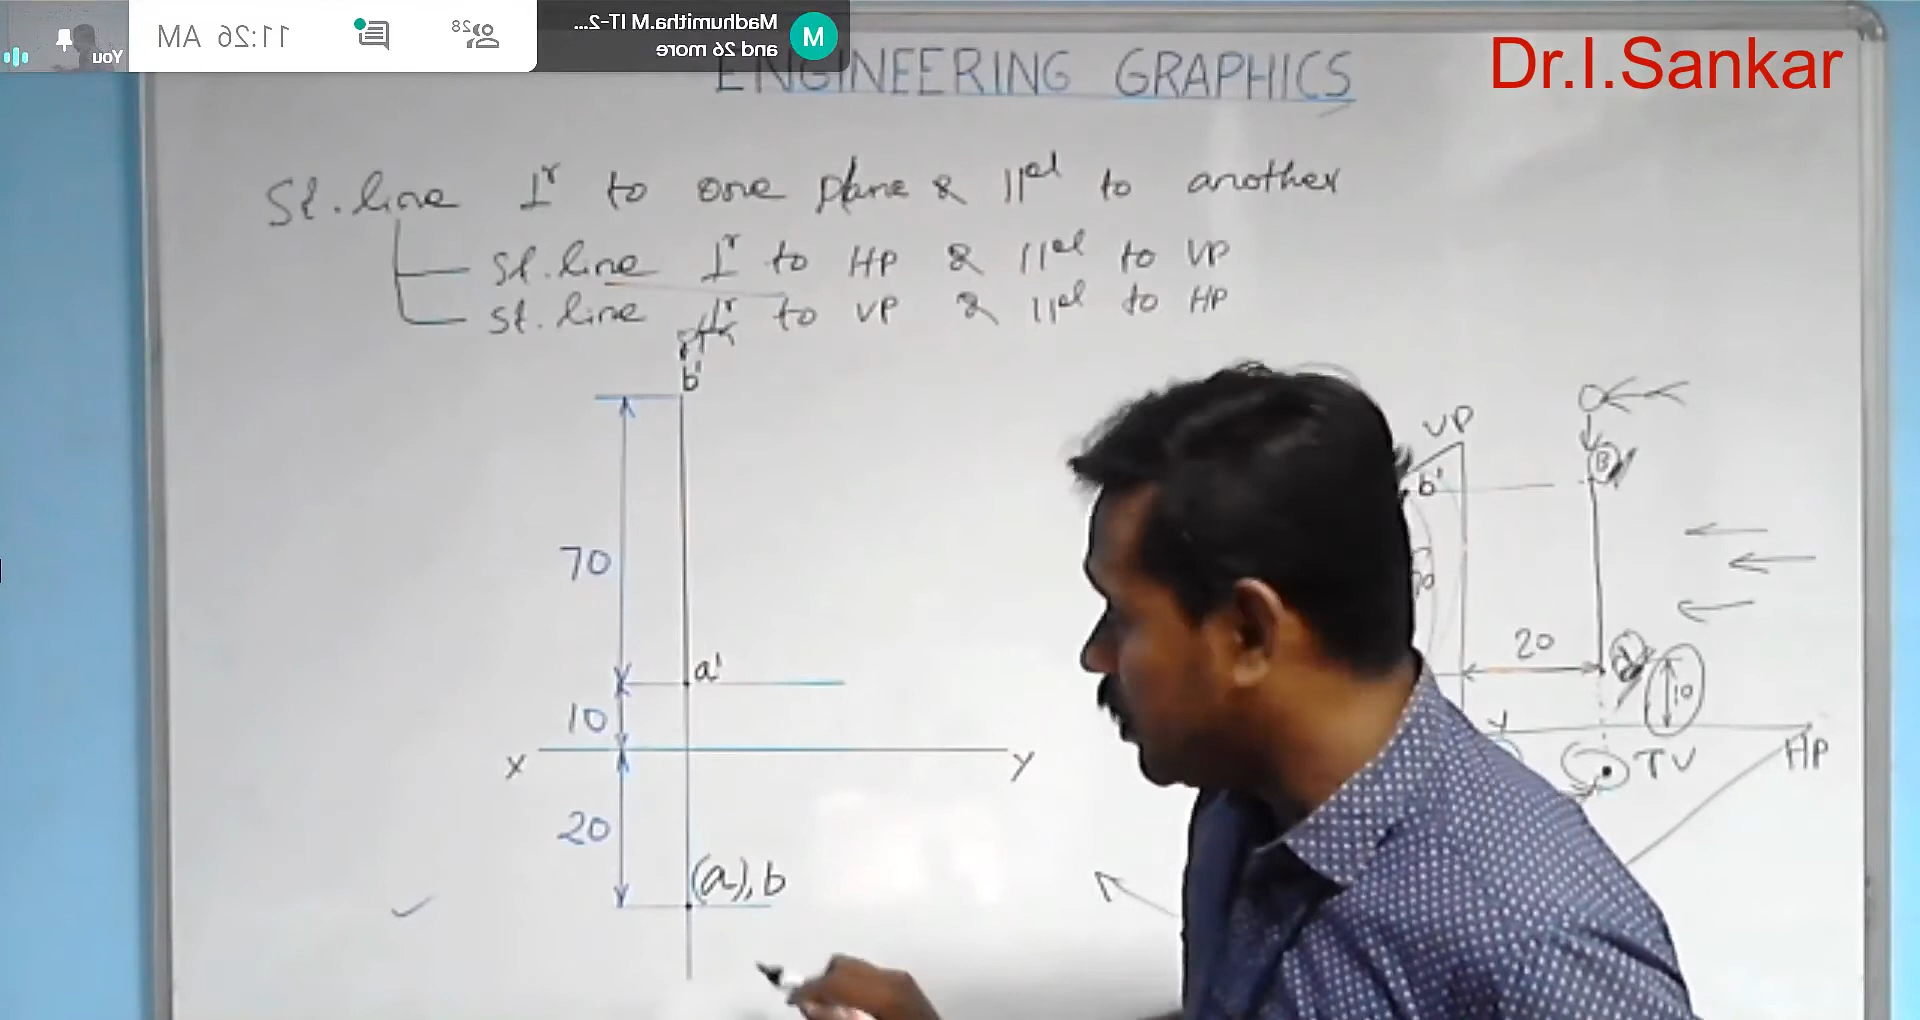 You
11:26 AM
28
Madhumitha.M IT-2...
and 26 more
M
Dr.I.Sankar
ENGINEERING GRAPHICS
St. line ⊥r to one plane & ||el to another
St. line ⊥r to HP & ||el to VP
St. line ⊥r to VP & ||el to HP
b'
70
a'
10
X
Y
20
(a), b
VP
b'
B
20
10
Y
TV
HP